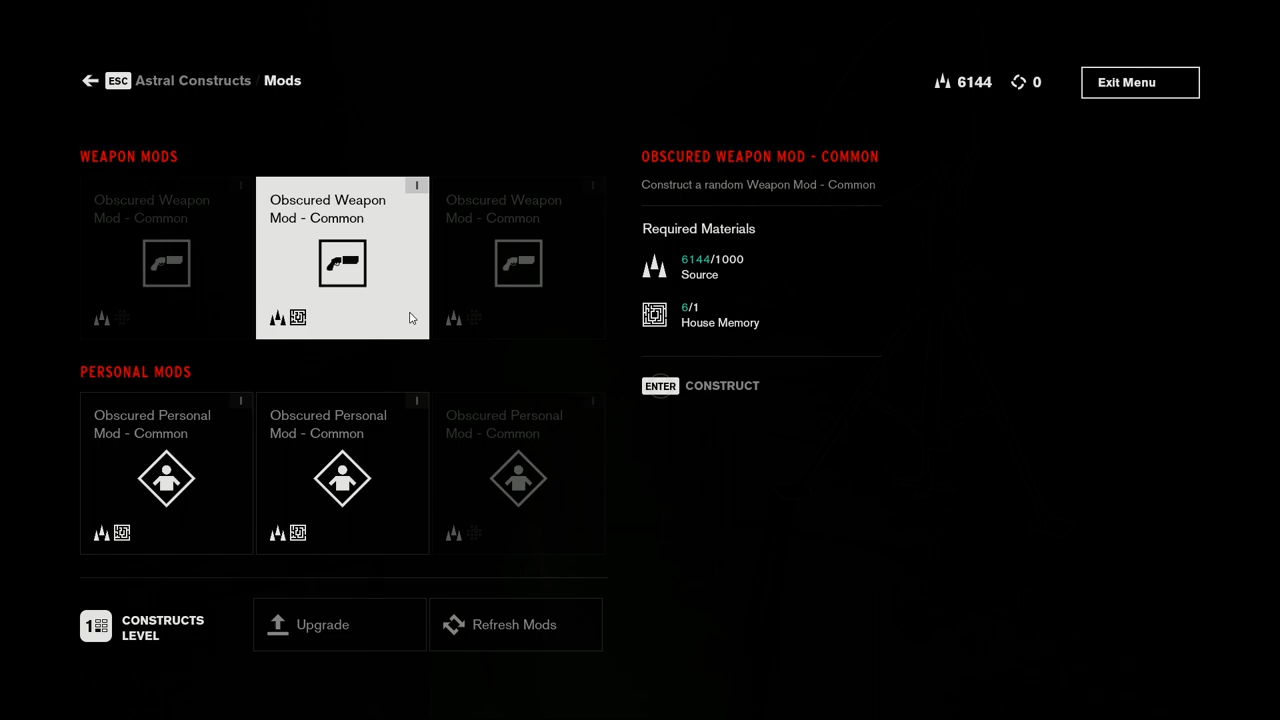 ESC Astral Constructs / Mods
6144 0 Exit Menu
WEAPON MODS
I
Obscured Weapon
Mod - Common
I
Obscured Weapon
Mod - Common
I
Obscured Weapon
Mod - Common
PERSONAL MODS
I
Obscured Personal
Mod - Common
I
Obscured Personal
Mod - Common
I
Obscured Personal
Mod - Common
1
CONSTRUCTS
LEVEL
Upgrade
Refresh Mods
OBSCURED WEAPON MOD - COMMON
Construct a random Weapon Mod - Common
Required Materials
6144/1000
Source
6/1
House Memory
ENTER CONSTRUCT